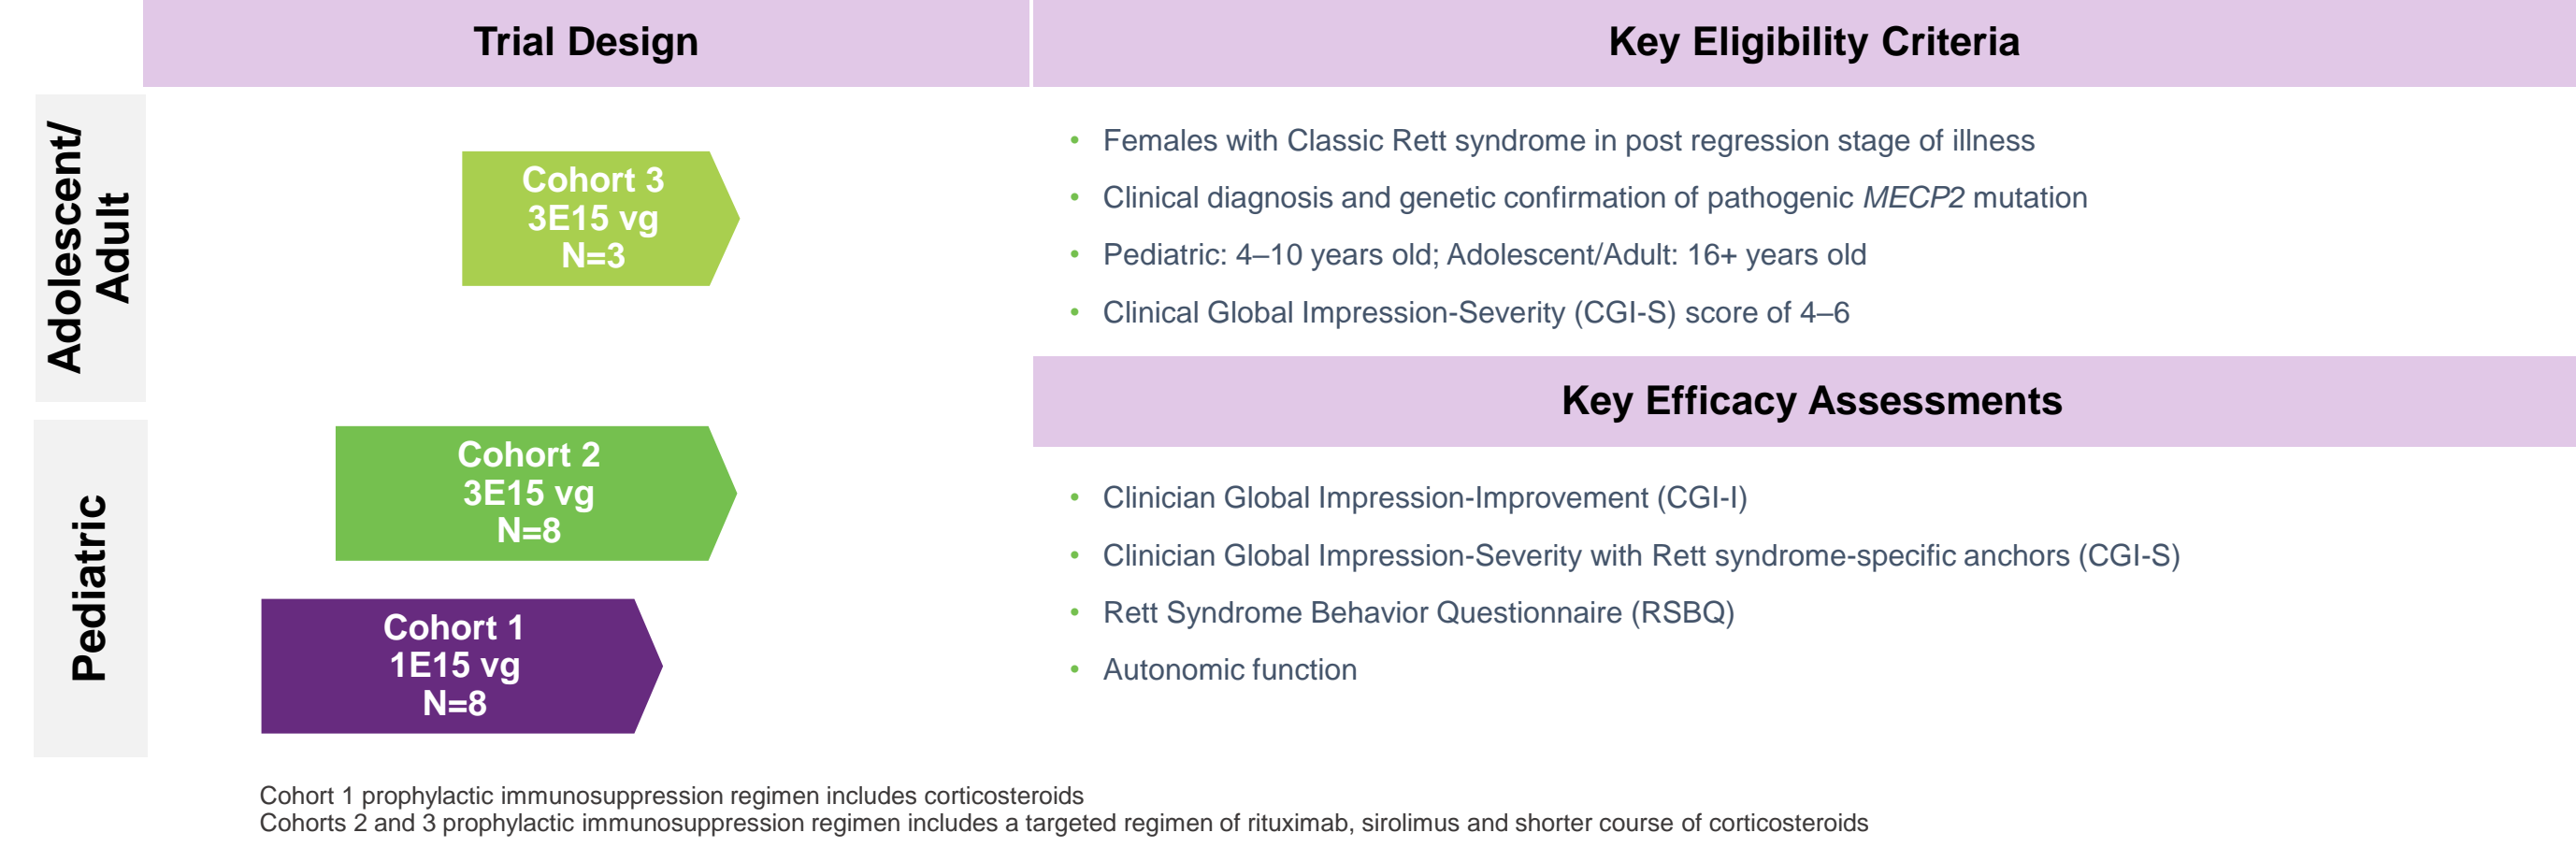 Trial Design
Key Eligibility Criteria
Adolescent/
Adult
Cohort 3
3E15 vg
N=3
• Females with Classic Rett syndrome in post regression stage of illness
• Clinical diagnosis and genetic confirmation of pathogenic MECP2 mutation
• Pediatric: 4–10 years old; Adolescent/Adult: 16+ years old
• Clinical Global Impression-Severity (CGI-S) score of 4–6
Key Efficacy Assessments
Pediatric
Cohort 2
3E15 vg
N=8
Cohort 1
1E15 vg
N=8
• Clinician Global Impression-Improvement (CGI-I)
• Clinician Global Impression-Severity with Rett syndrome-specific anchors (CGI-S)
• Rett Syndrome Behavior Questionnaire (RSBQ)
• Autonomic function
Cohort 1 prophylactic immunosuppression regimen includes corticosteroids
Cohorts 2 and 3 prophylactic immunosuppression regimen includes a targeted regimen of rituximab, sirolimus and shorter course of corticosteroids